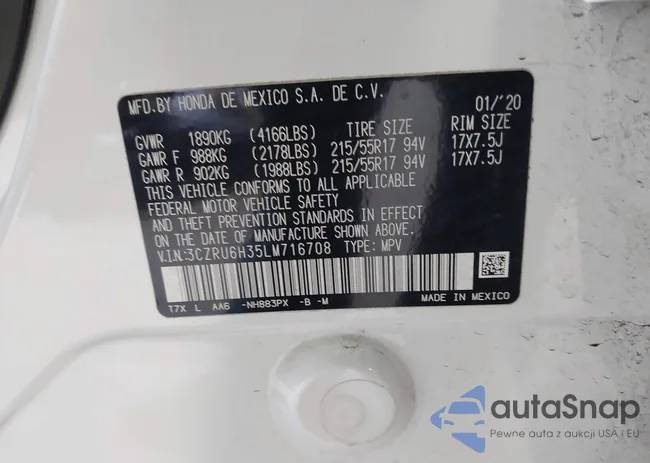 MFD.BY HONDA DE MEXICO S.A. DE C.V. 01/'20
GVWR 1890KG (4166LBS) TIRE SIZE RIM SIZE
GAWR F 988KG (2178LBS) 215/55R17 94V 17X7.5J
GAWR R 902KG (1988LBS) 215/55R17 94V 17X7.5J
THIS VEHICLE CONFORMS TO ALL APPLICABLE
FEDERAL MOTOR VEHICLE SAFETY
AND THEFT PREVENTION STANDARDS IN EFFECT
ON THE DATE OF MANUFACTURE SHOWN ABOVE.
V.I.N:3CZRU6H35LM716708 TYPE: MPV
T7X L AA6 -NH883PX -B -M MADE IN MEXICO
autaSnap
Pewne auta z aukcji USA i EU